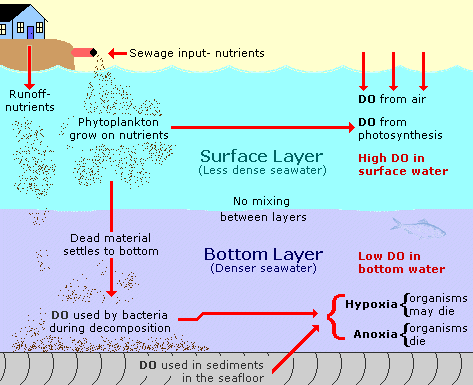 Sewage input- nutrients
Runoff-
nutrients
Phytoplankton
grow on nutrients
DO from air
DO from
photosynthesis
Surface Layer
(Less dense seawater)
High DO in
surface water
No mixing
between layers
Dead material
settles to bottom
Bottom Layer
(Denser seawater)
Low DO in
bottom water
DO used by bacteria
during decomposition
Hypoxia
organisms
may die
Anoxia
organisms
die
DO used in sediments
in the seafloor